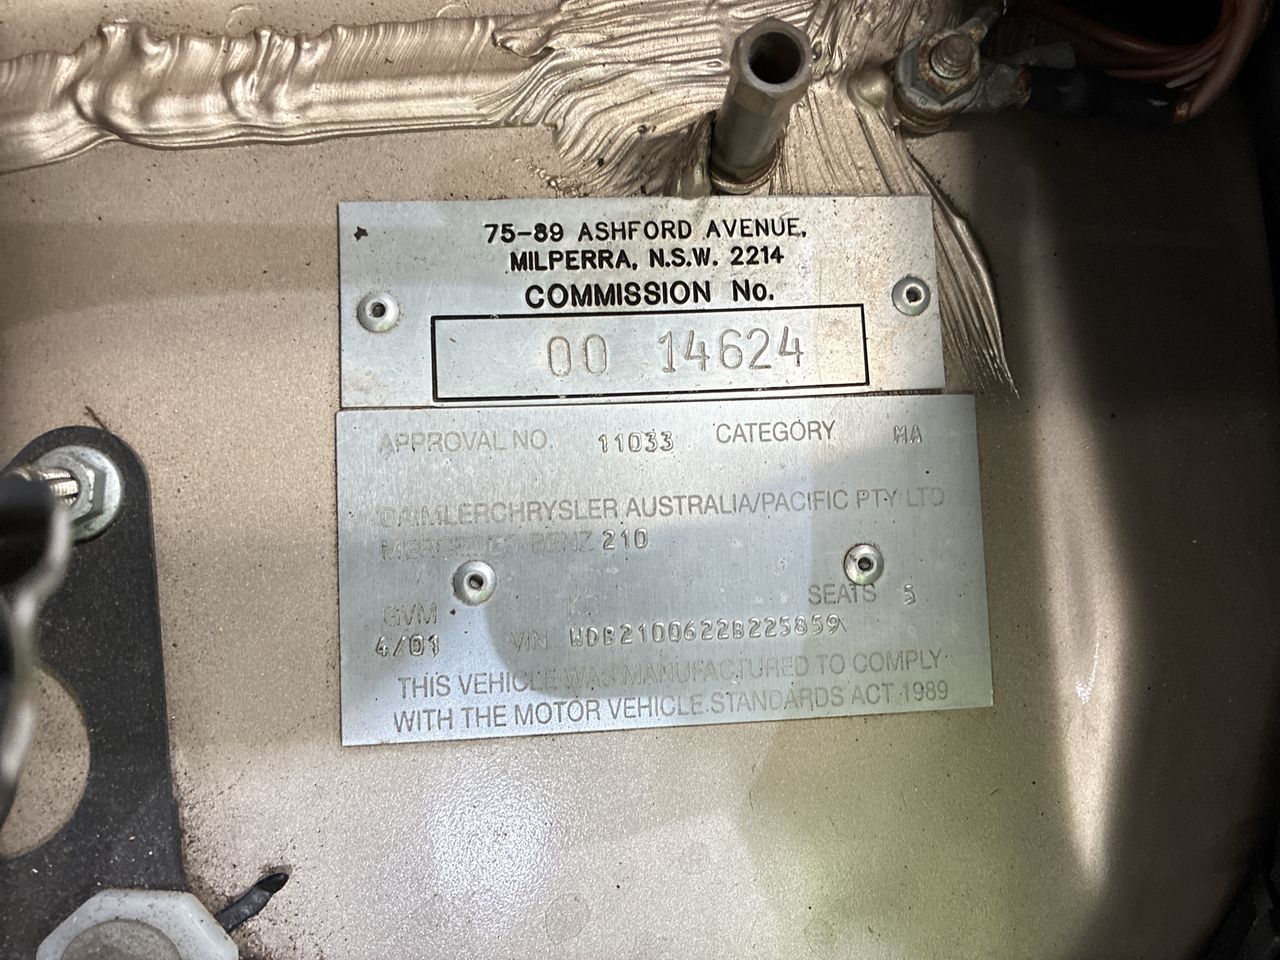 75-89 ASHFORD AVENUE,
MILPERRA, N.S.W. 2214
COMMISSION No.
00 14624
APPROVAL NO. 11033 CATEGORY MA
DAIMLERCHRYSLER AUSTRALIA/PACIFIC PTY LTD
MERCEDES-BENZ 210
SEATS 5
GVM KG
4/01 VIN WDB2100622B225859
THIS VEHICLE WAS MANUFACTURED TO COMPLY
WITH THE MOTOR VEHICLE STANDARDS ACT 1989